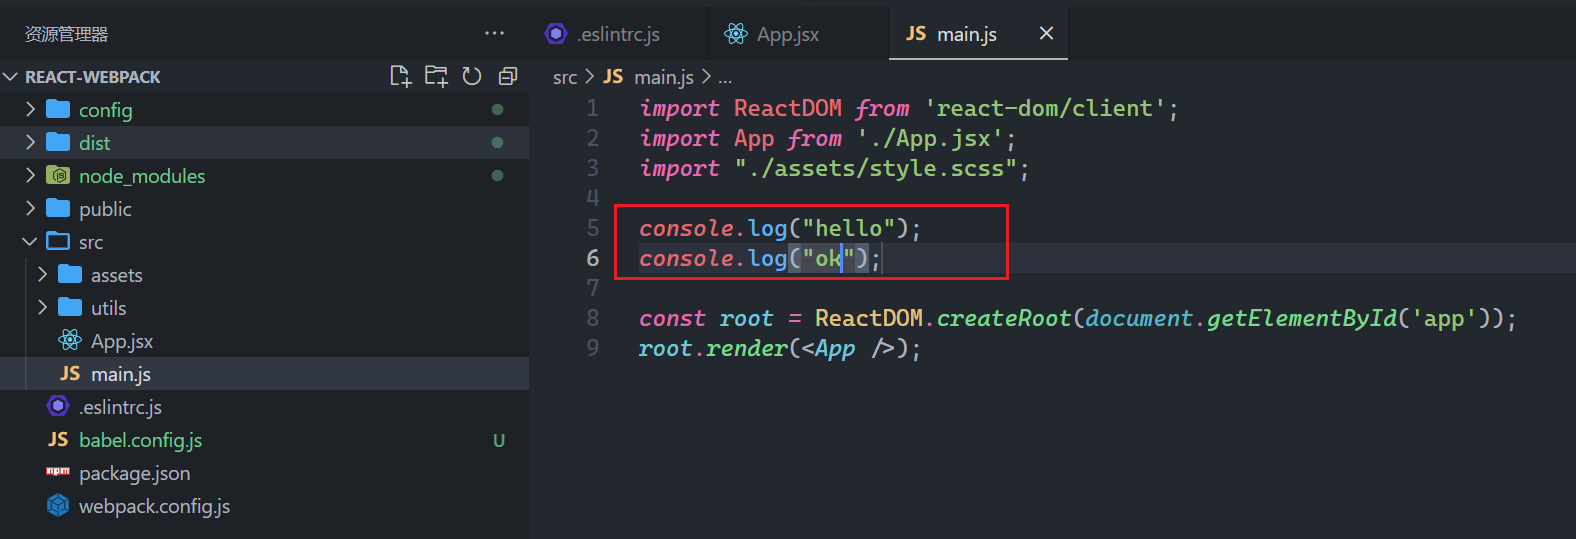 资源管理器
···
REACT-WEBPACK
config
dist
node_modules
public
src
assets
utils
App.jsx
JS main.js
.eslintrc.js
JS babel.config.js U
package.json
webpack.config.js
.eslintrc.js App.jsx JS main.js
src > JS main.js > ...
1 import ReactDOM from 'react-dom/client';
2 import App from './App.jsx';
3 import "./assets/style.scss";
4
5 console.log("hello");
6 console.log("ok");
7
8 const root = ReactDOM.createRoot(document.getElementById('app'));
9 root.render(<App />);